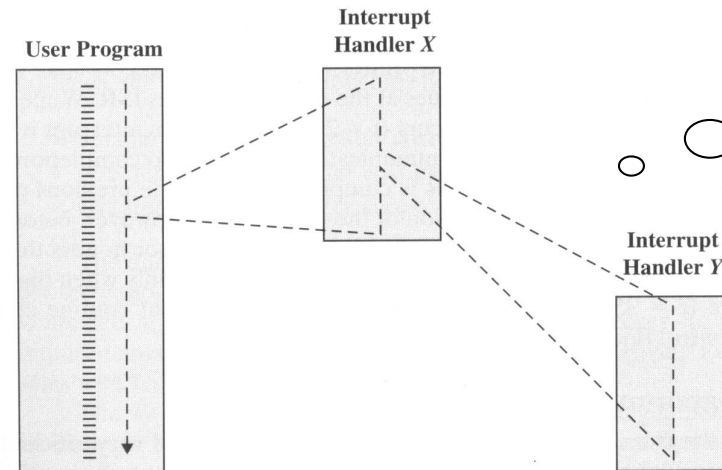 User Program
Interrupt
Handler X
Interrupt
Handler Y